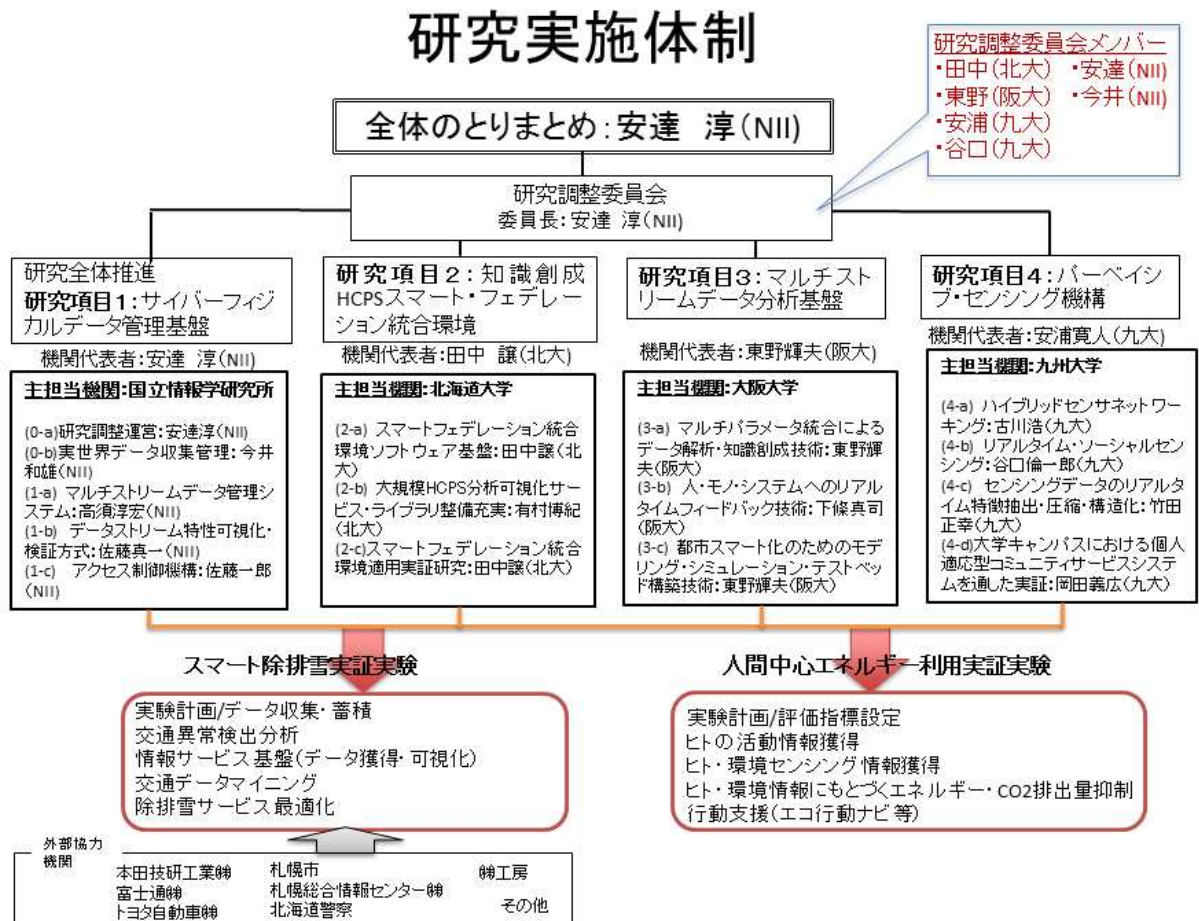 研究実施体制
研究調整委員会メンバー
・田中(北大) ・安達(NII)
・東野(阪大) ・今井(NII)
・安浦(九大)
・谷口(九大)
全体のとりまとめ:安達 淳(NII)
研究調整委員会
委員長:安達 淳(NII)
研究全体推進
研究項目1:サイバーフィジ
カルデータ管理基盤
機関代表者:安達 淳(NII)
主担当機関:国立情報学研究所
(0-a)研究調整運営:安達淳(NII)
(0-b)実世界データ収集管理:今井
和雄(NII)
(1-a) マルチストリームデータ管理シ
ステム:高須淳宏(NII)
(1-b) データストリーム特性可視化・
検証方式:佐藤真一(NII)
(1-c) アクセス制御機構:佐藤一郎
(NII)
研究項目2:知識創成
HCPSスマート・フェデレー
ション統合環境
機関代表者:田中 譲(北大)
主担当機関:北海道大学
(2-a) スマートフェデレーション統合
環境ソフトウェア基盤:田中譲(北
大)
(2-b) 大規模HCPS分析可視化サー
ビス・ライブラリ整備充実:有村博紀
(北大)
(2-c)スマートフェデレーション統合
環境適用実証研究:田中譲(北大)
研究項目3:マルチスト
リームデータ分析基盤
機関代表者:東野輝夫(阪大)
主担当機関:大阪大学
(3-a) マルチパラメータ統合による
データ解析・知識創成技術:東野輝
夫(阪大)
(3-b) 人・モノ・システムへのリアル
タイムフィードバック技術:下條真司
(阪大)
(3-c) 都市スマート化のためのモデ
リング・シミュレーション・テストベッ
ド構築技術:東野輝夫(阪大)
研究項目4:パーベイシ
ブ・センシング機構
機関代表者:安浦寛人(九大)
主担当機関:九州大学
(4-a) ハイブリッドセンサネットワー
キング:古川浩(九大)
(4-b) リアルタイム・ソーシャルセン
シング:谷口倫一郎(九大)
(4-c) センシングデータのリアルタ
イム特徴抽出・圧縮・構造化:竹田
正幸(九大)
(4-d)大学キャンパスにおける個人
適応型コミュニティサービスシステ
ムを通した実証:岡田義広(九大)
スマート除排雪実証実験
実験計画/データ収集・蓄積
交通異常検出分析
情報サービス基盤(データ獲得・可視化)
交通データマイニング
除排雪サービス最適化
人間中心エネルギー利用実証実験
実験計画/評価指標設定
ヒトの活動情報獲得
ヒト・環境センシング情報獲得
ヒト・環境情報にもとづくエネルギー・CO2排出量抑制
行動支援(エコ行動ナビ等)
外部協力
機関
本田技研工業㈱
富士通㈱
トヨタ自動車㈱
札幌市
札幌総合情報センター㈱
北海道警察
㈱工房
その他